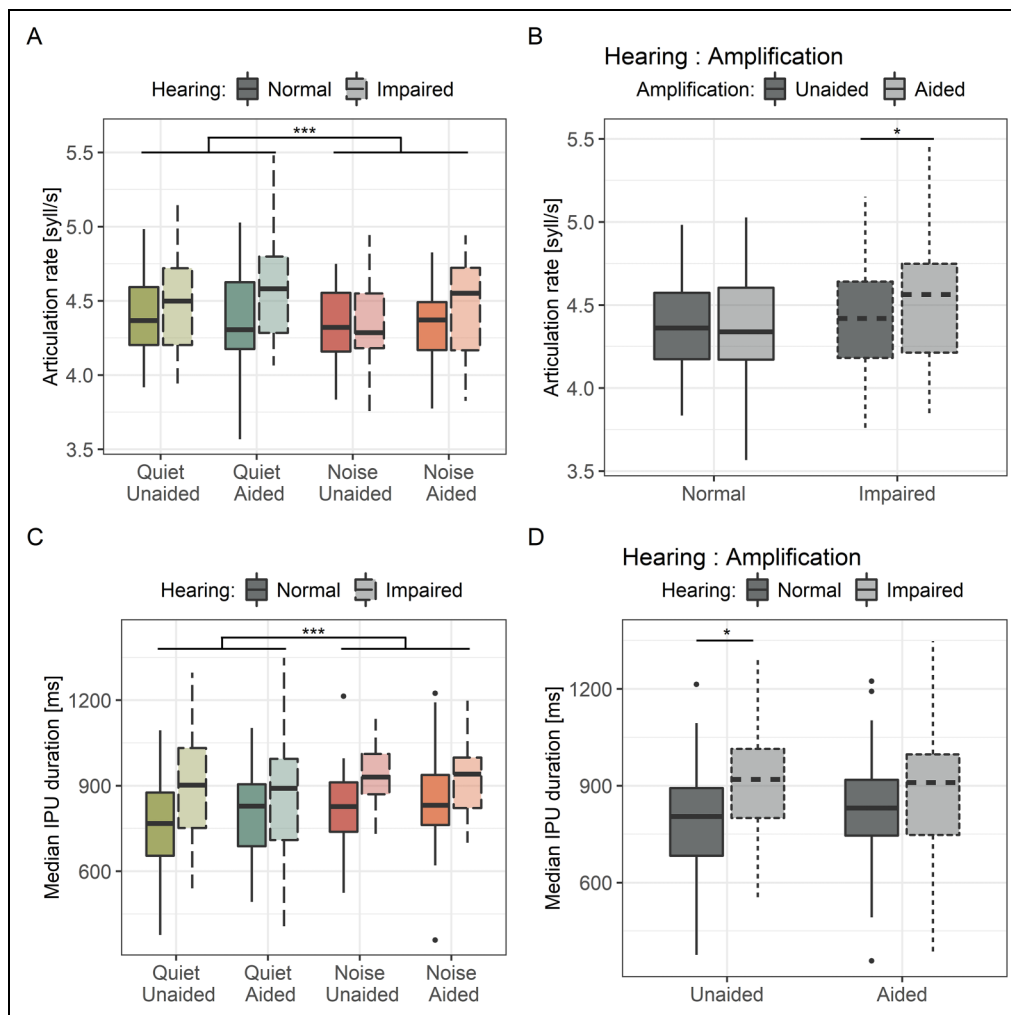 A
Hearing: Normal Impaired
***
5.5
5.0
4.5
4.0
3.5
Articulation rate [syll/s]
Quiet Quiet Noise Noise
Unaided Aided Unaided Aided
B
Hearing : Amplification
Amplification: Unaided Aided
*
5.5
5.0
4.5
4.0
3.5
Articulation rate [syll/s]
Normal Impaired
C
Hearing: Normal Impaired
***
1200
900
600
Median IPU duration [ms]
Quiet Quiet Noise Noise
Unaided Aided Unaided Aided
D
Hearing : Amplification
Hearing: Normal Impaired
*
1200
900
600
Median IPU duration [ms]
Unaided Aided